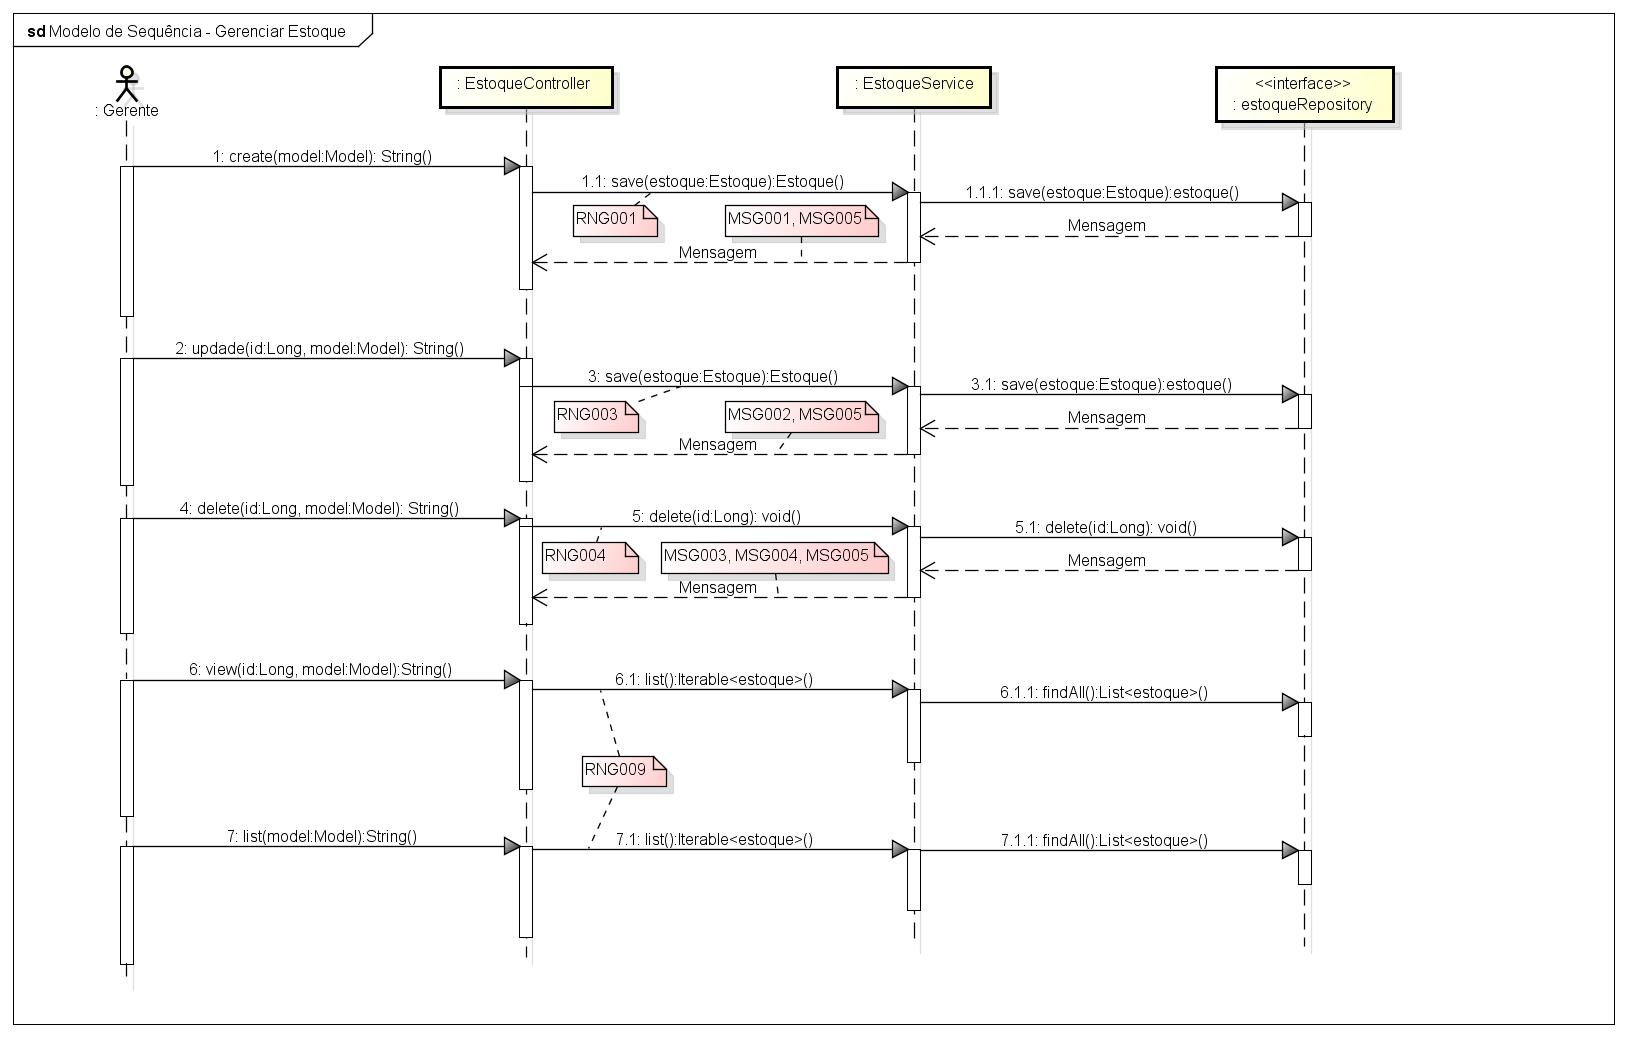 sd Modelo de Sequência - Gerenciar Estoque
: Gerente
: EstoqueController
: EstoqueService
<<interface>>
: estoqueRepository
1: create(model:Model): String()
1.1: save(estoque:Estoque):Estoque()
1.1.1: save(estoque:Estoque):estoque()
RNG001
MSG001, MSG005
Mensagem
Mensagem
2: updade(id:Long, model:Model): String()
3: save(estoque:Estoque):Estoque()
3.1: save(estoque:Estoque):estoque()
RNG003
MSG002, MSG005
Mensagem
Mensagem
4: delete(id:Long, model:Model): String()
5: delete(id:Long): void()
5.1: delete(id:Long): void()
RNG004
MSG003, MSG004, MSG005
Mensagem
Mensagem
6: view(id:Long, model:Model):String()
6.1: list():Iterable<estoque>()
6.1.1: findAll():List<estoque>()
RNG009
7: list(model:Model):String()
7.1: list():Iterable<estoque>()
7.1.1: findAll():List<estoque>()